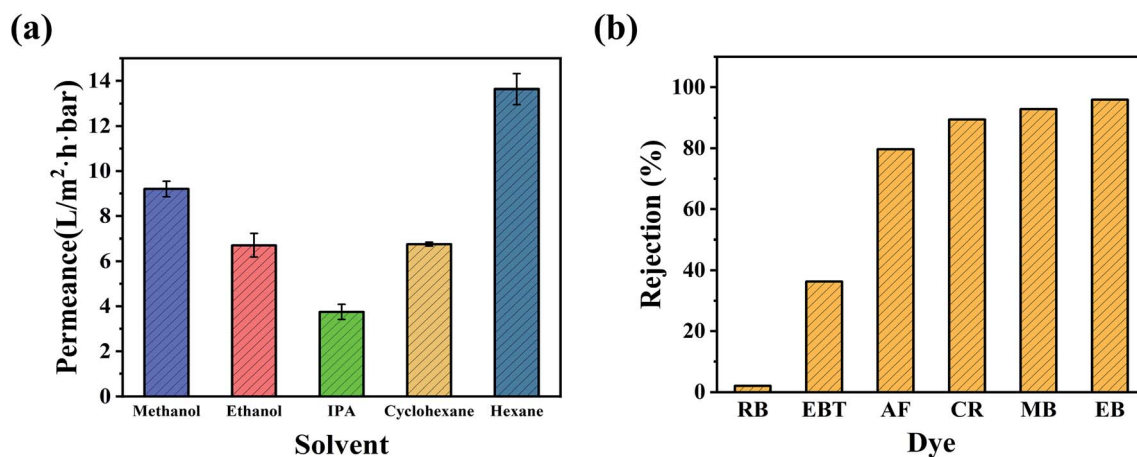 (a)
Permeance(L/m²·h·bar)
14
12
10
8
6
4
2
0
Methanol Ethanol IPA Cyclohexane Hexane
Solvent
(b)
Rejection (%)
100
80
60
40
20
0
RB EBT AF CR MB EB
Dye